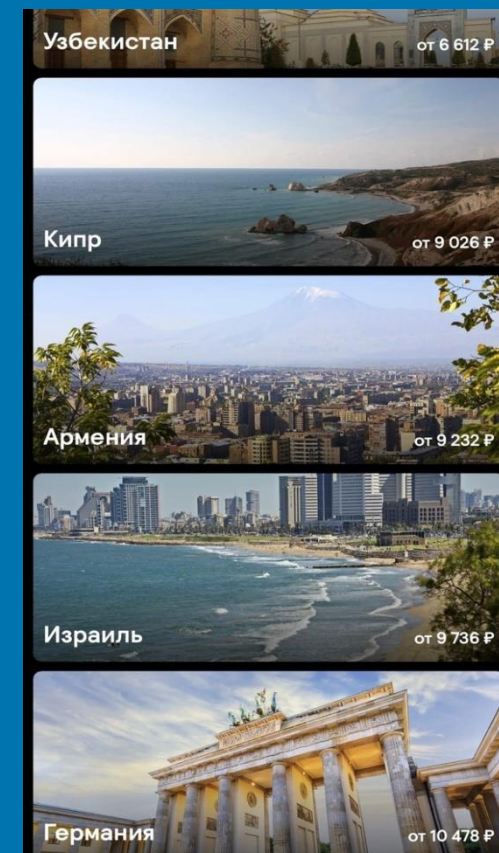 Узбекистан
от 6 612 ₽
Кипр
от 9 026 ₽
Армения
от 9 232 ₽
Израиль
от 9 736 ₽
Германия
от 10 478 ₽